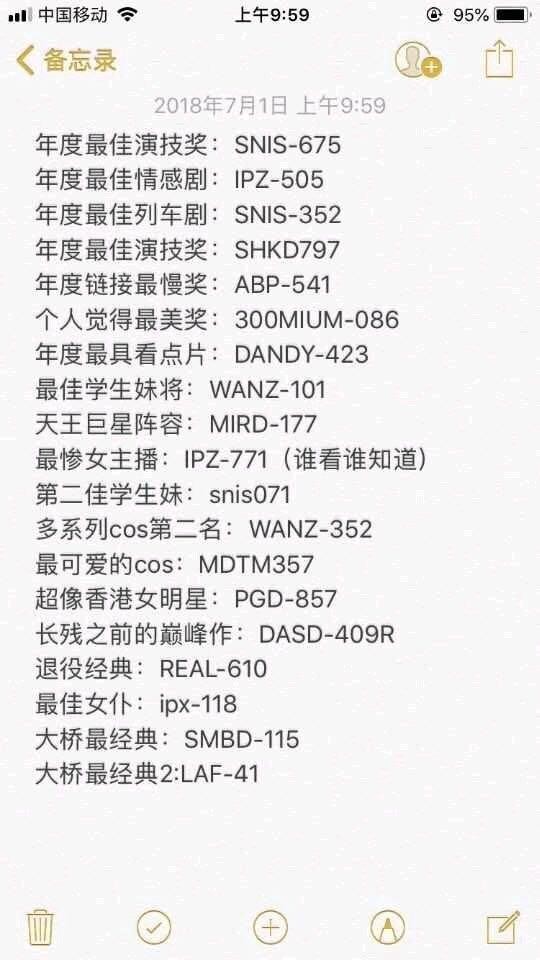 中国移动 上午9:59 95%
备忘录
2018年7月1日 上午9:59
年度最佳演技奖：SNIS-675
年度最佳情感剧：IPZ-505
年度最佳列车剧：SNIS-352
年度最佳演技奖：SHKD797
年度链接最慢奖：ABP-541
个人觉得最美奖：300MIUM-086
年度最具看点片：DANDY-423
最佳学生妹将：WANZ-101
天王巨星阵容：MIRD-177
最惨女主播：IPZ-771（谁看谁知道）
第二佳学生妹：snis071
多系列cos第二名：WANZ-352
最可爱的cos：MDTM357
超像香港女明星：PGD-857
长残之前的巅峰作：DASD-409R
退役经典：REAL-610
最佳女仆：ipx-118
大桥最经典：SMBD-115
大桥最经典2:LAF-41